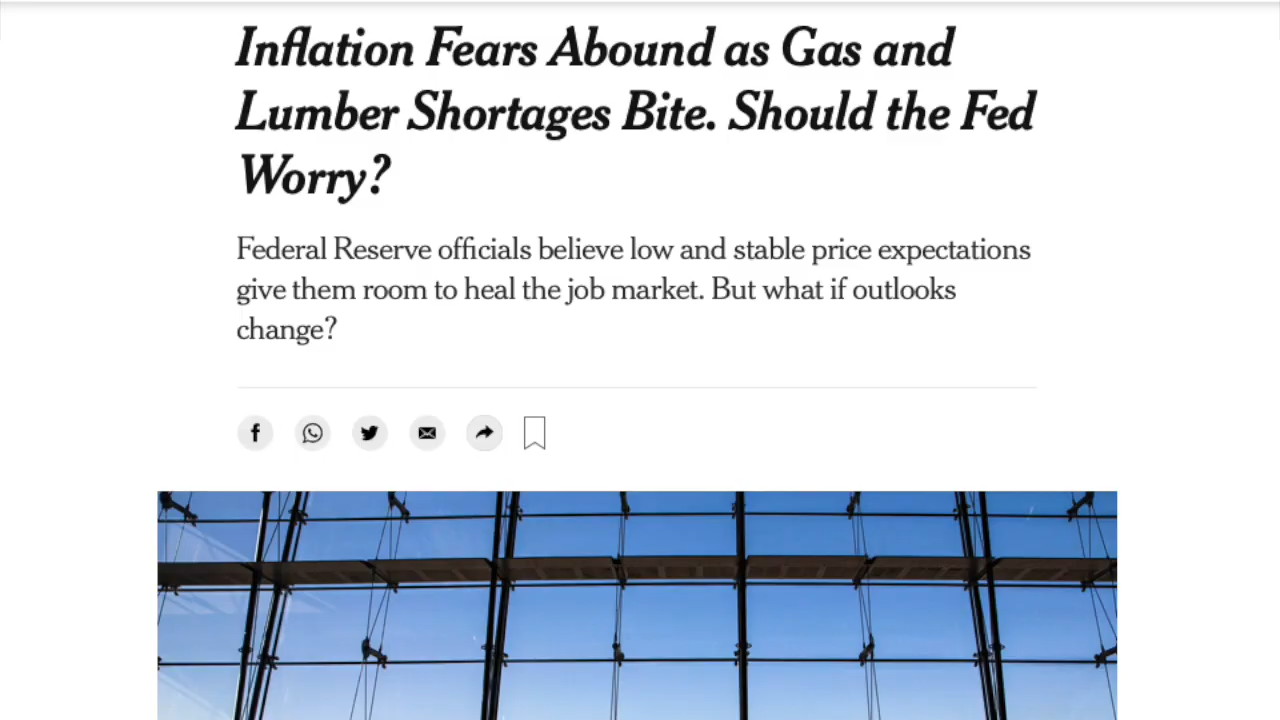 Inflation Fears Abound as Gas and
Lumber Shortages Bite. Should the Fed
Worry?
Federal Reserve officials believe low and stable price expectations
give them room to heal the job market. But what if outlooks
change?